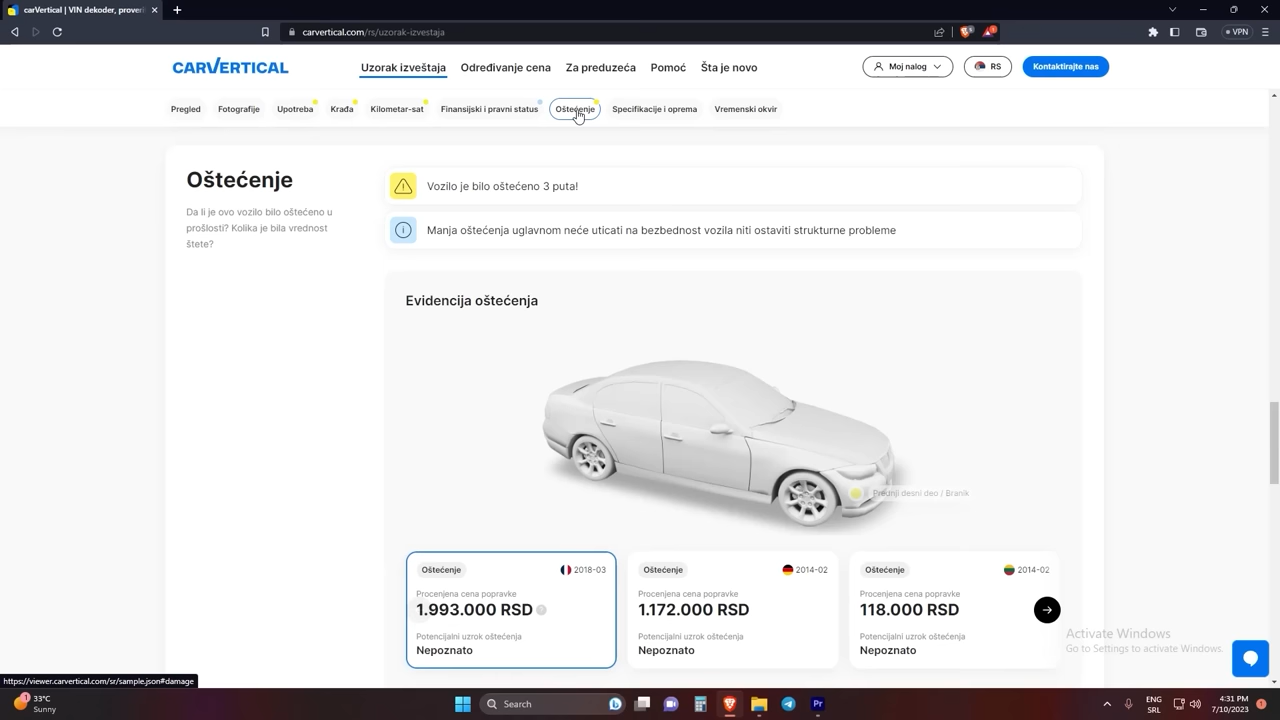 carVertical | VIN dekoder, proveri
carvertical.com/rs/uzorak-izvestaja
VPN
CARVERTICAL
Uzorak izveštaja
Određivanje cena
Za preduzeća
Pomoć
Šta je novo
Moj nalog
RS
Kontaktirajte nas
Pregled
Fotografije
Upotreba
Krađa
Kilometar-sat
Finansijski i pravni status
Oštećenje
Specifikacije i oprema
Vremenski okvir
Oštećenje
Da li je ovo vozilo bilo oštećeno u
prošlosti? Kolika je bila vrednost
štete?
Vozilo je bilo oštećeno 3 puta!
Manja oštećenja uglavnom neće uticati na bezbednost vozila niti ostaviti strukturne probleme
Evidencija oštećenja
Prednji desni deo / Branik
Oštećenje
2018-03
Procenjena cena popravke
1.993.000 RSD
Potencijalni uzrok oštećenja
Nepoznato
Oštećenje
2014-02
Procenjena cena popravke
1.172.000 RSD
Potencijalni uzrok oštećenja
Nepoznato
Oštećenje
2014-02
Procenjena cena popravke
118.000 RSD
Potencijalni uzrok oštećenja
Nepoznato
Activate Windows
Go to Settings to activate Windows.
https://viewer.carvertical.com/sr/sample.json#damage
33°C
Sunny
Search
Pr
ENG
SRL
4:31 PM
7/10/2023